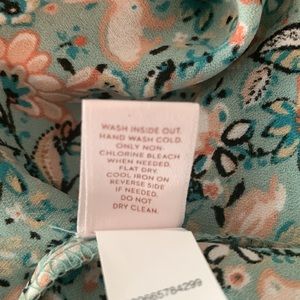 WASH INSIDE OUT.
HAND WASH COLD.
ONLY NON-
CHLORINE BLEACH
WHEN NEEDED.
FLAT DRY.
COOL IRON ON
REVERSE SIDE
IF NEEDED.
DO NOT
DRY CLEAN.